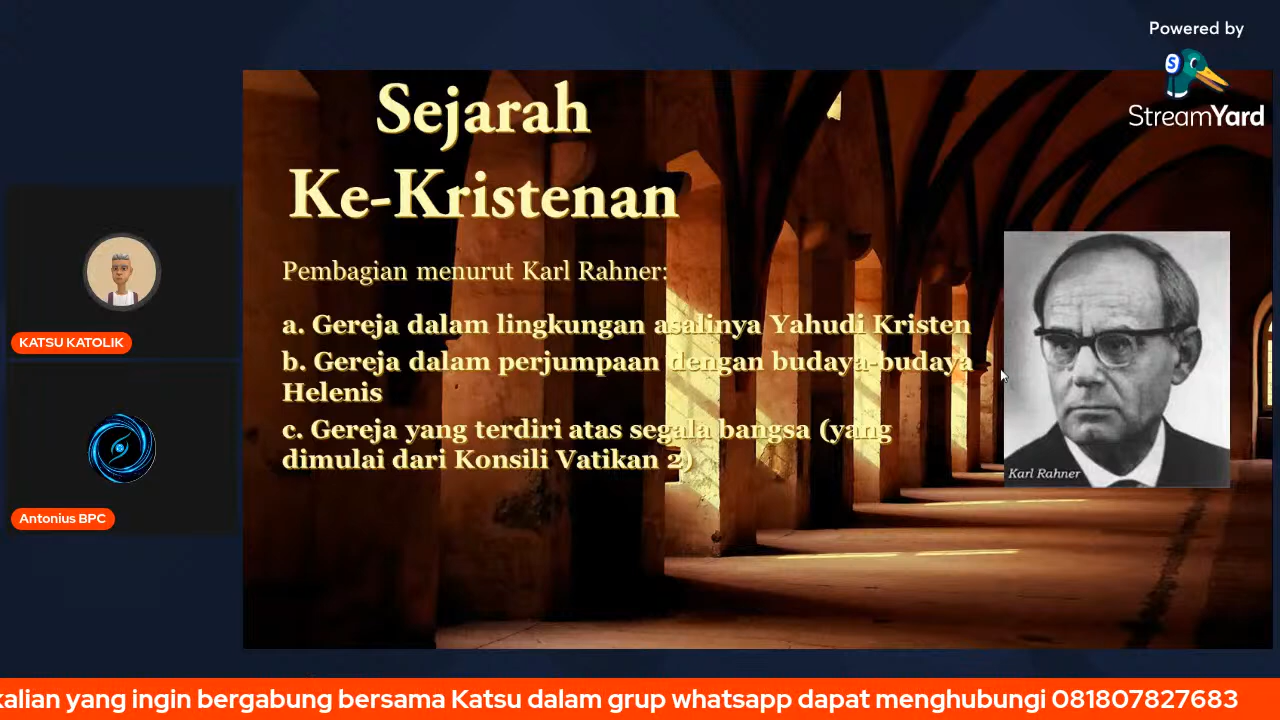 Powered by
StreamYard
Sejarah
Ke-Kristenan
Pembagian menurut Karl Rahner:
a. Gereja dalam lingkungan asalinya Yahudi Kristen
b. Gereja dalam perjumpaan dengan budaya-budaya
Helenis
c. Gereja yang terdiri atas segala bangsa (yang
dimulai dari Konsili Vatikan 2)
Karl Rahner
KATSU KATOLIK
Antonius BPC
kalian yang ingin bergabung bersama Katsu dalam grup whatsapp dapat menghubungi 081807827683